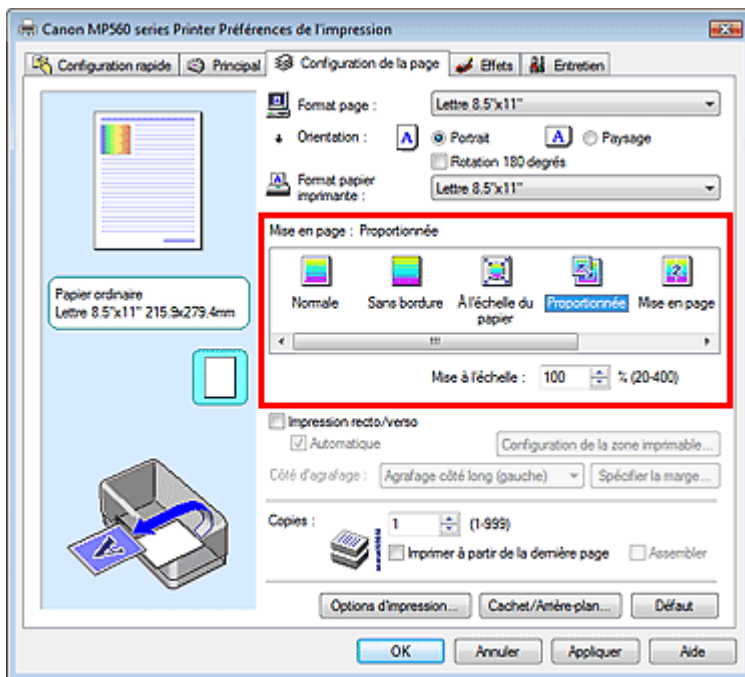 Canon MP560 series Printer Préférences de l'impression
Configuration rapide Principal Configuration de la page Effets Entretien
Format page : Lettre 8.5"x11"
Orientation : A Portrait A Paysage
Rotation 180 degrés
Format papier imprimante : Lettre 8.5"x11"
Mise en page : Proportionnée
Normale Sans bordure À l'échelle du papier Proportionnée Mise en page
Mise à l'échelle : 100 % (20-400)
Papier ordinaire
Lettre 8.5"x11" 215.9x279.4mm
Impression recto/verso
Automatique Configuration de la zone imprimable...
Côté d'agrafage : Agrafage côté long (gauche) Spécifier la marge...
Copies : 1 (1-999)
Imprimer à partir de la dernière page Assembler
Options d'impression... Cachet/Arrière-plan... Défaut
OK Annuler Appliquer Aide